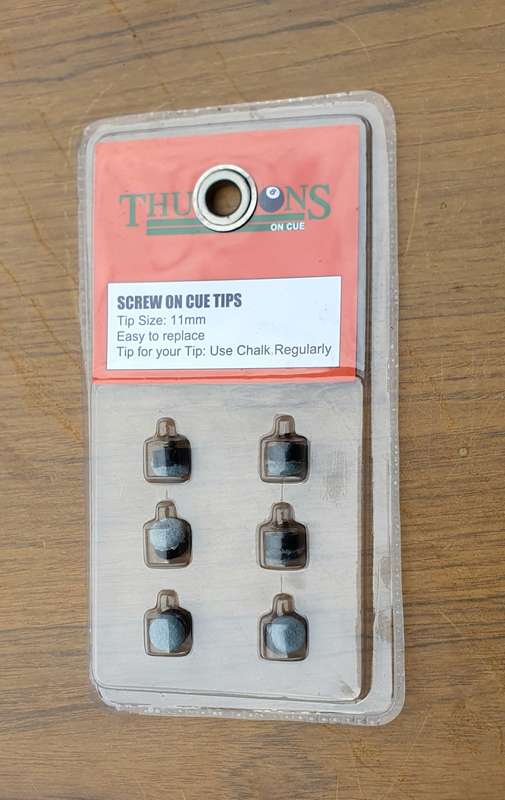 ON CUE
SCREW ON CUE TIPS
Tip Size: 11mm
Easy to replace
Tip for your Tip: Use Chalk Regularly